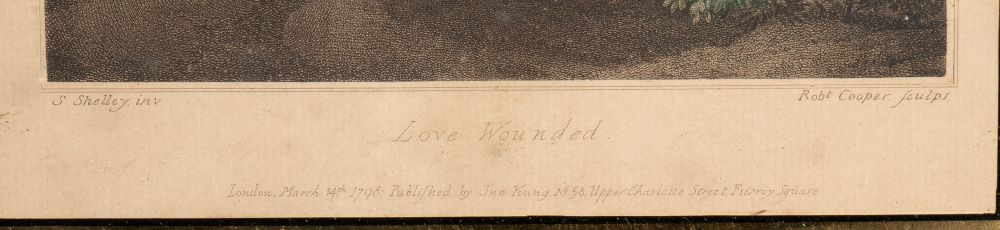 S Shelley. inv
Robt Cooper. sculps
Love Wounded.
London. March 14th 1798. Published by Jno Young, No 58, Upper Charlotte Street, Fitzroy Square